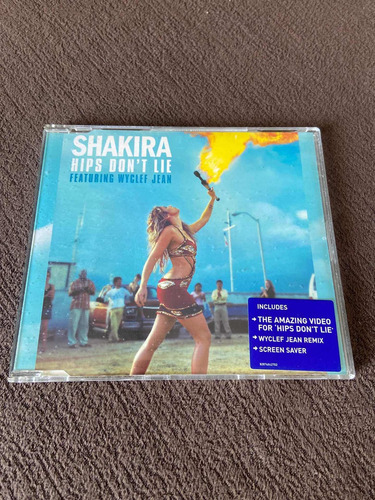 SHAKIRA
HIPS DON'T LIE
FEATURING WYCLEF JEAN
INCLUDES
→ THE AMAZING VIDEO
FOR 'HIPS DON'T LIE'
→ WYCLEF JEAN REMIX
→ SCREEN SAVER